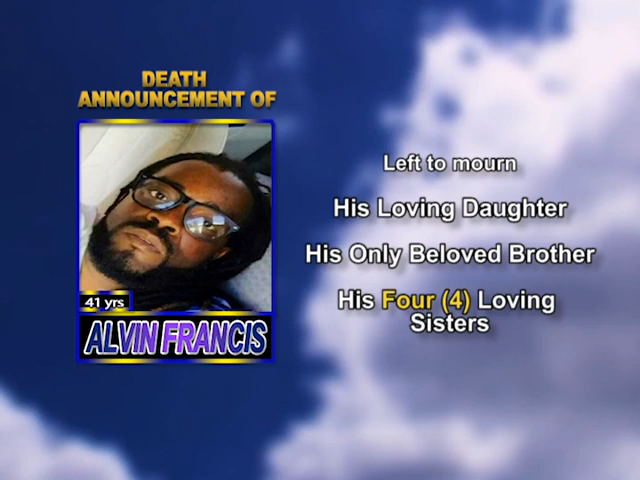 DEATH
ANNOUNCEMENT OF
41 yrs
ALVIN FRANCIS
Left to mourn
His Loving Daughter
His Only Beloved Brother
His Four (4) Loving
Sisters